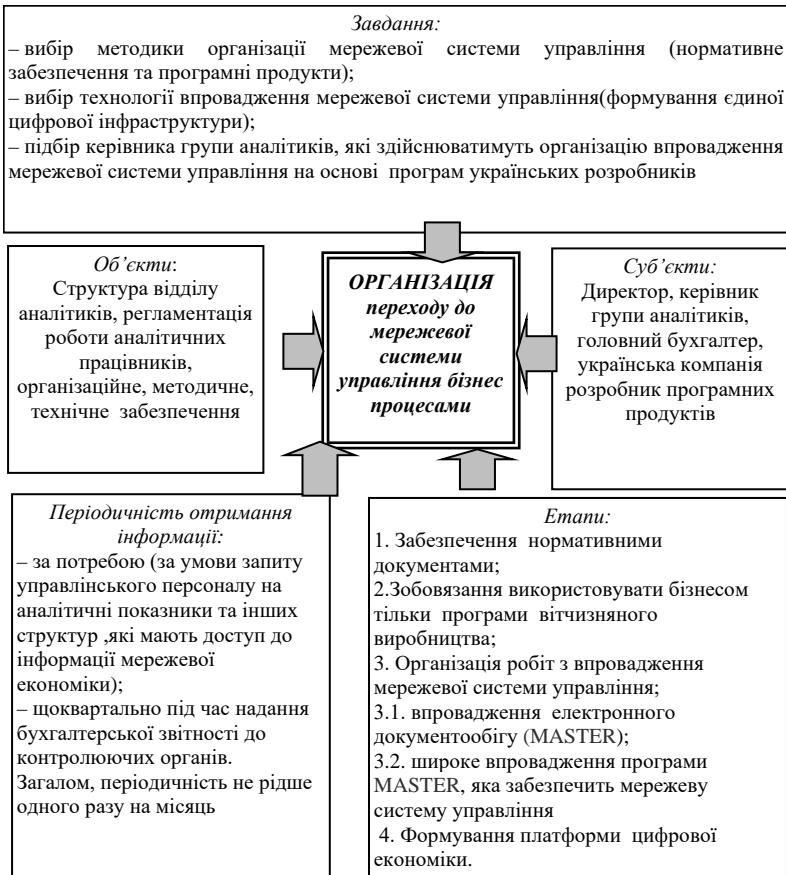 Завдання:
– вибір методики організації мережевої системи управління (нормативне
забезпечення та програмні продукти);
– вибір технології впровадження мережевої системи управління(формування єдиної
цифрової інфраструктури);
– підбір керівника групи аналітиків, які здійснюватимуть організацію впровадження
мережевої системи управління на основі програм українських розробників
Об’єкти:
Структура відділу
аналітиків, регламентація
роботи аналітичних
працівників,
організаційне, методичне,
технічне забезпечення
ОРГАНІЗАЦІЯ
переходу до
мережевої
системи
управління бізнес
процесами
Суб’єкти:
Директор, керівник
групи аналітиків,
головний бухгалтер,
українська компанія
розробник програмних
продуктів
Періодичність отримання
інформації:
– за потребою (за умови запиту
управлінського персоналу на
аналітичні показники та інших
структур ,які мають доступ до
інформації мережевої
економіки);
– щоквартально під час надання
бухгалтерської звітності до
контролюючих органів.
Загалом, періодичність не рідше
одного разу на місяць
Етапи:
1. Забезпечення нормативними
документами;
2.Зобовязання використовувати бізнесом
тільки програми вітчизняного
виробництва;
3. Організація робіт з впровадження
мережевої системи управління;
3.1. впровадження електронного
документообігу (MASTER);
3.2. широке впровадження програми
MASTER, яка забезпечить мережеву
систему управління
4. Формування платформи цифрової
економіки.